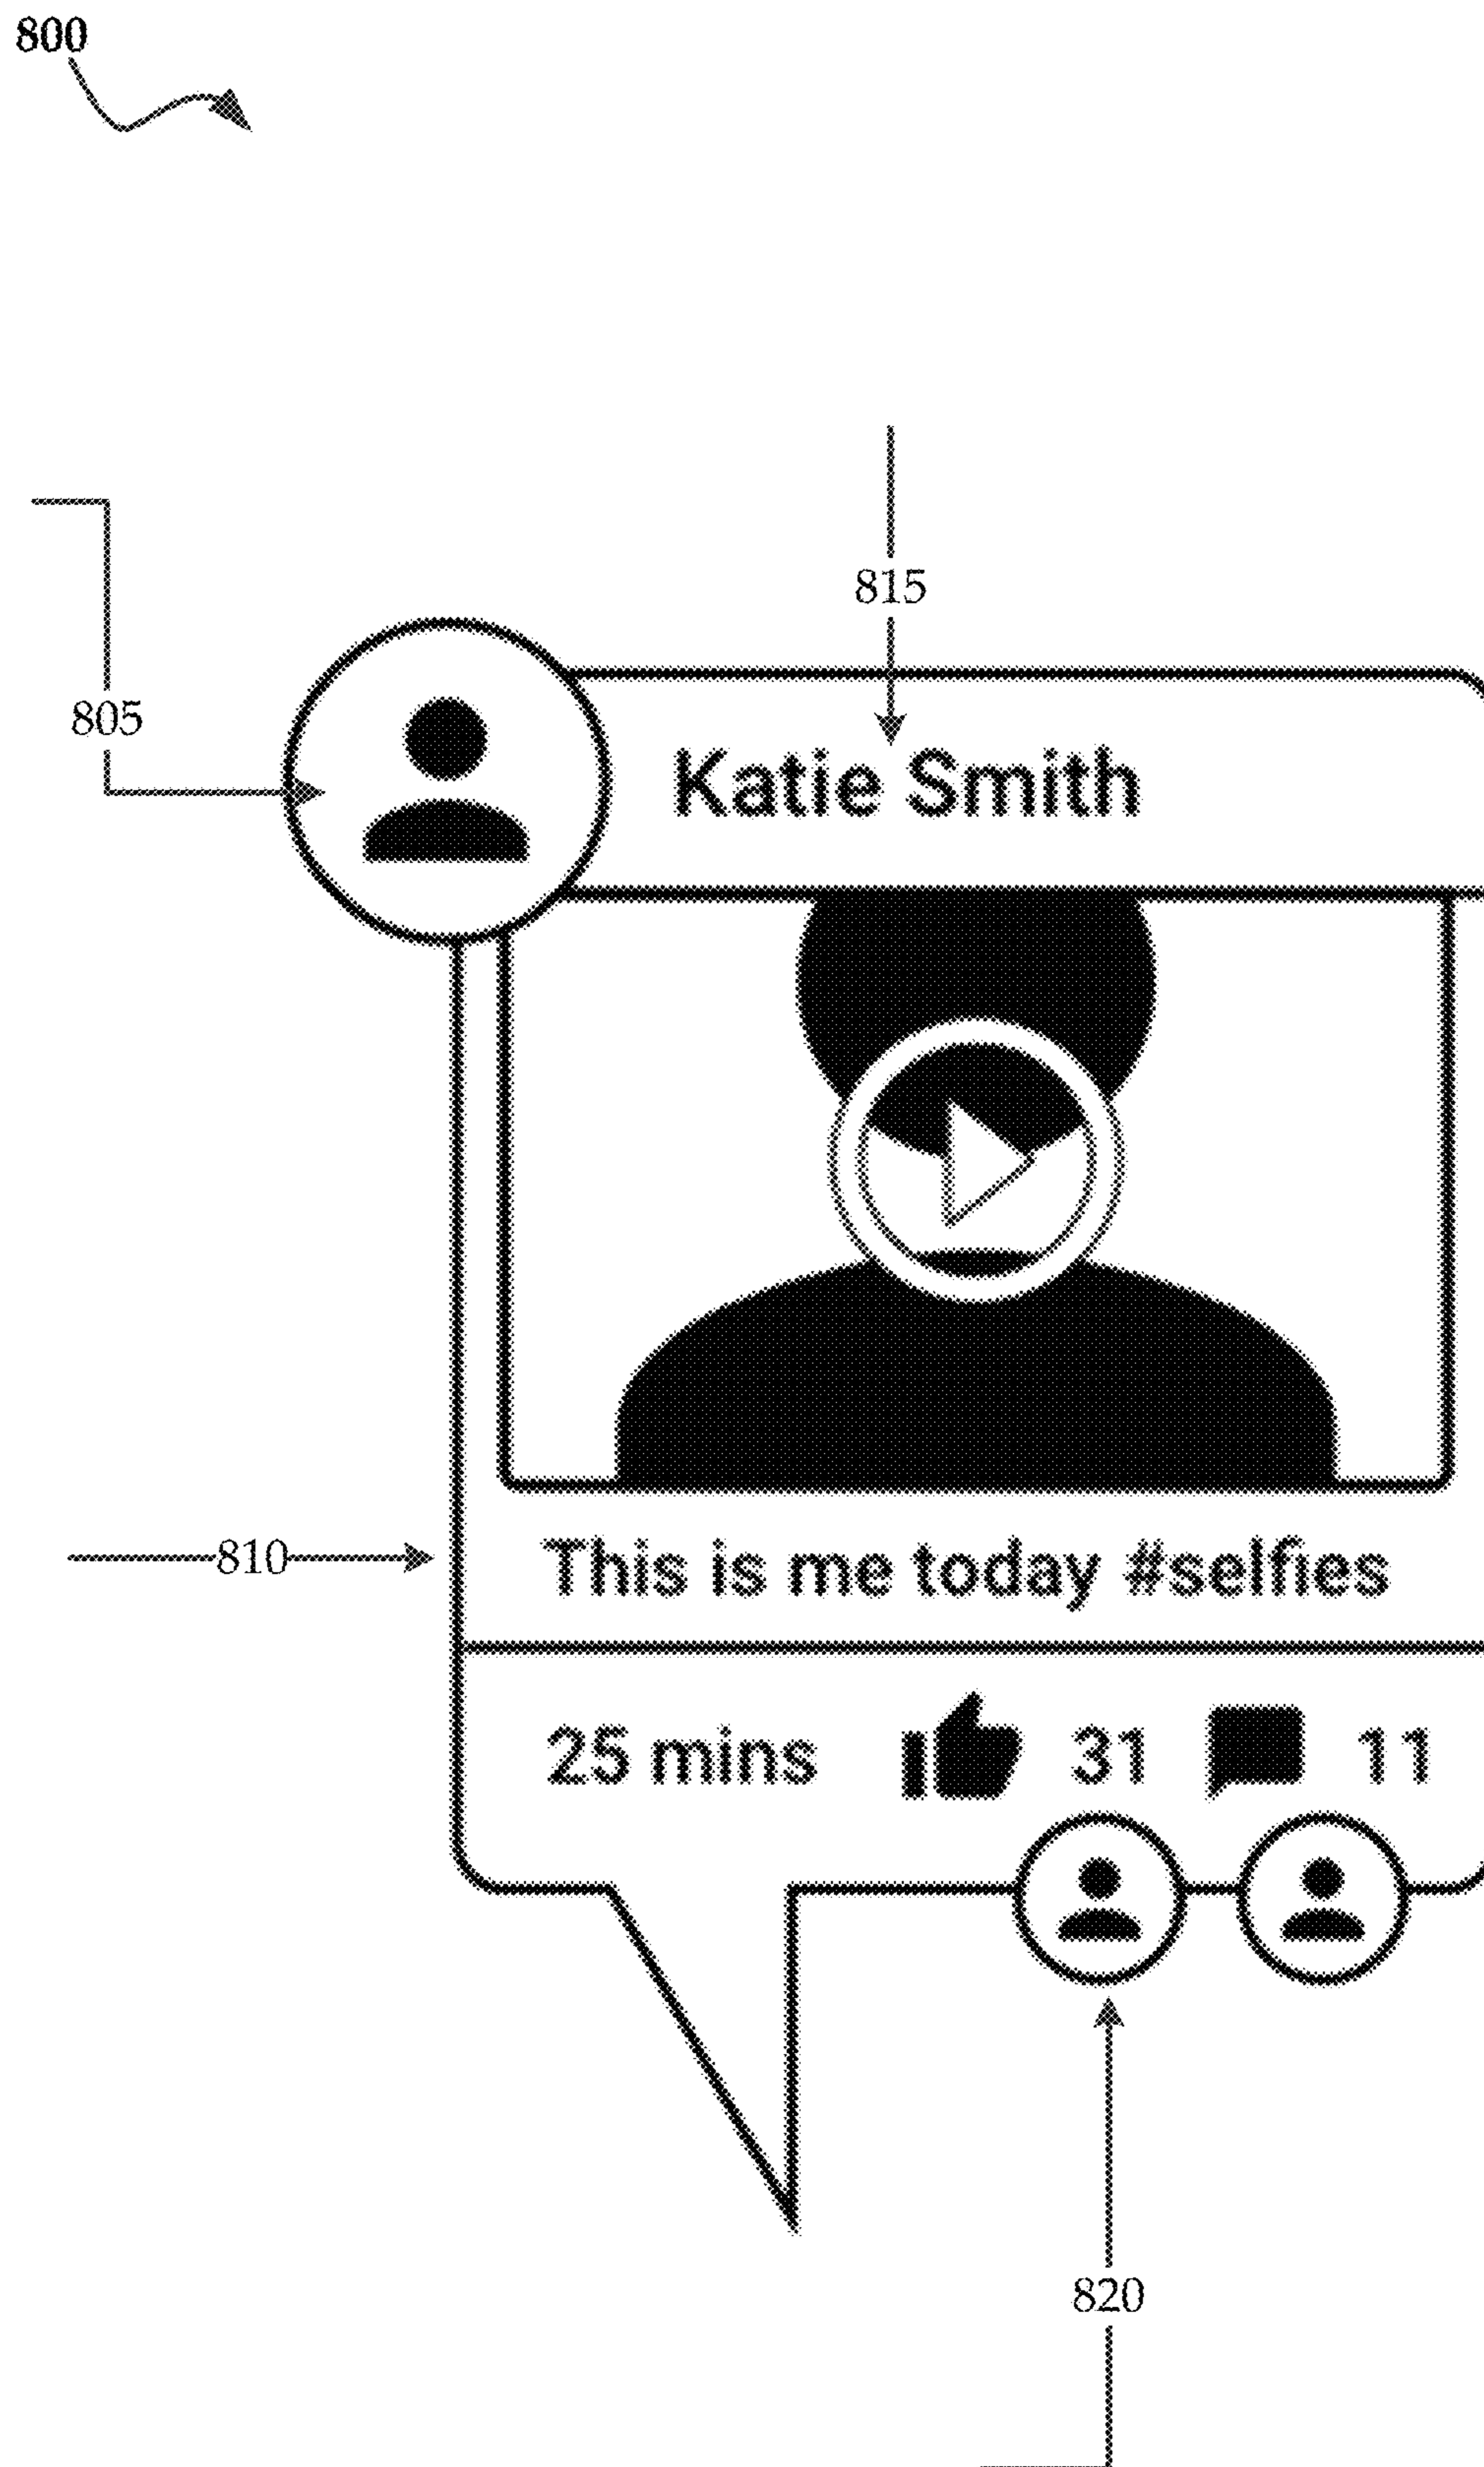 800
815
805
Katie Smith
810
This is me today #selfies
25 mins 31 11
820